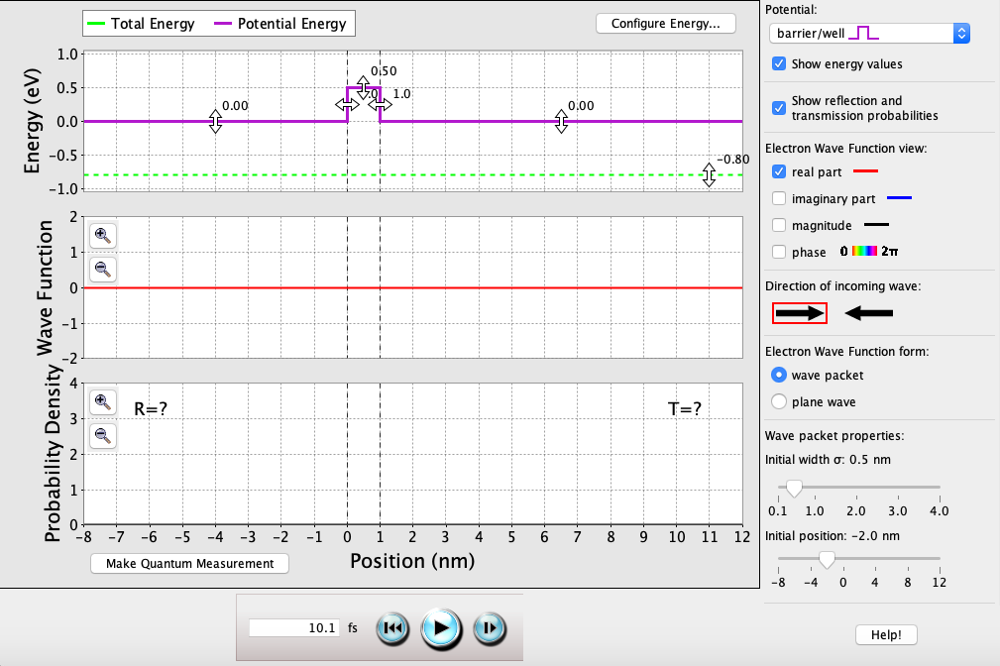 Total Energy Potential Energy
Configure Energy...
Energy (eV)
1.0
0.5
0.0
−0.5
−1.0
0.50
1.0
0.00
0.00
−0.80
Wave Function
2
1
0
−1
−2
Probability Density
4
3
2
1
0
R=?
T=?
-8 -7 -6 -5 -4 -3 -2 -1 0 1 2 3 4 5 6 7 8 9 10 11 12
Position (nm)
Make Quantum Measurement
10.1 fs
Potential:
barrier/well
Show energy values
Show reflection and
transmission probabilities
Electron Wave Function view:
real part
imaginary part
magnitude
phase 0 2π
Direction of incoming wave:
Electron Wave Function form:
wave packet
plane wave
Wave packet properties:
Initial width σ: 0.5 nm
0.1 1.0 2.0 3.0 4.0
Initial position: −2.0 nm
-8 -4 0 4 8 12
Help!